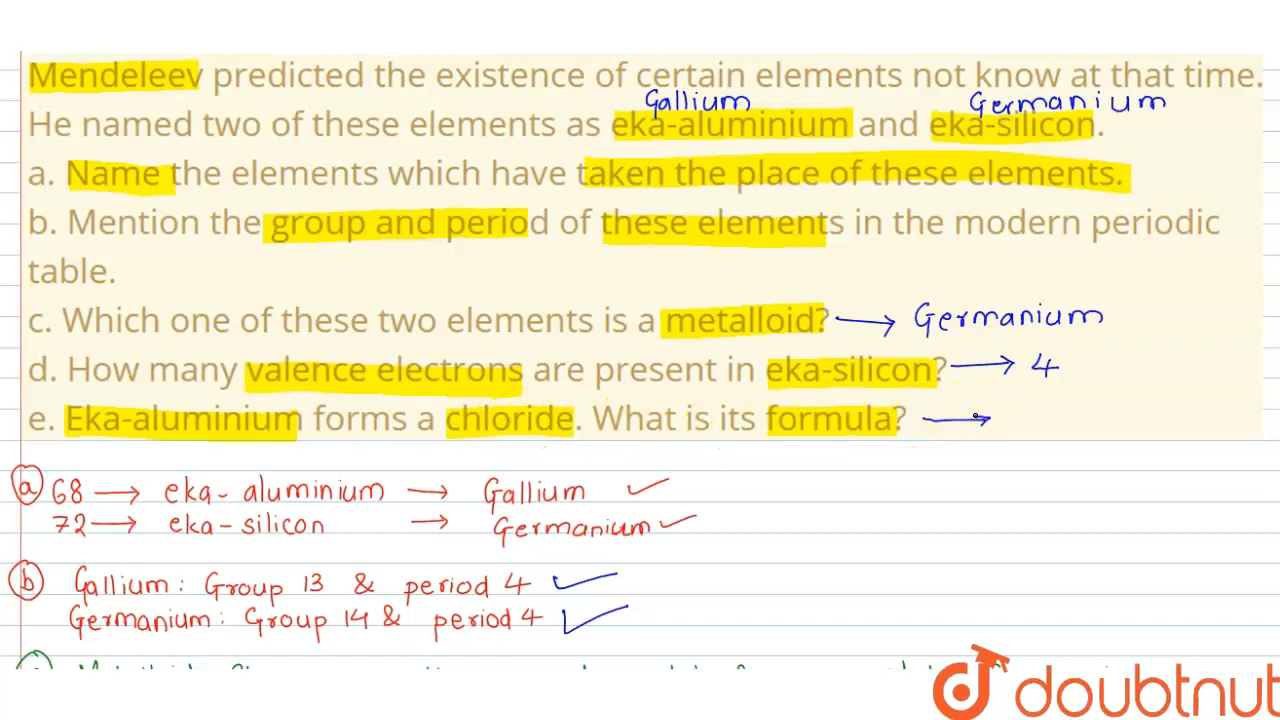 Mendeleev predicted the existence of certain elements not know at that time.
Gallium Germanium
He named two of these elements as eka-aluminium and eka-silicon.
a. Name the elements which have taken the place of these elements.
b. Mention the group and period of these elements in the modern periodic
table.
c. Which one of these two elements is a metalloid? → Germanium
d. How many valence electrons are present in eka-silicon? → 4
e. Eka-aluminium forms a chloride. What is its formula? →
a 68 → eka-aluminium → Gallium ✓
72 → eka-silicon → Germanium ✓
b Gallium: Group 13 & period 4 ✓
Germanium: Group 14 & period 4 ✓
doubtnut